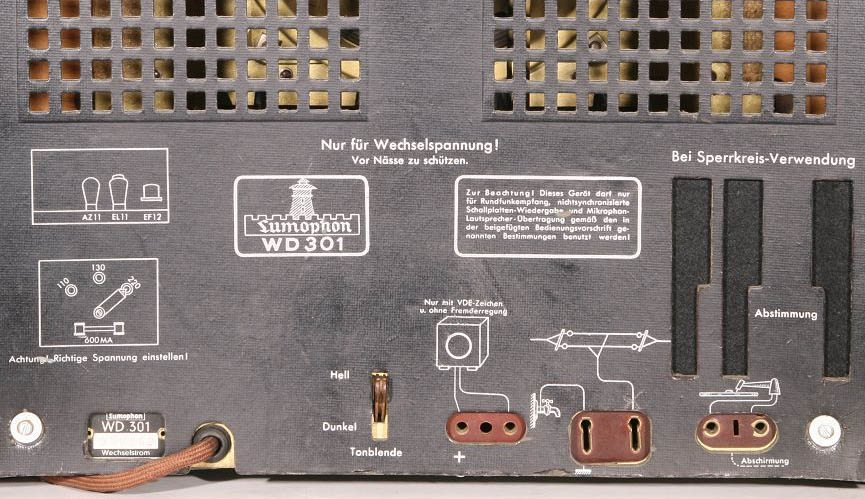 Nur für Wechselspannung!
Vor Nässe zu schützen.
Bei Sperrkreis-Verwendung
AZ11 EL11 EF12
Lumophon
WD 301
Zur Beachtung! Dieses Gerät darf nur
für Rundfunkempfang, nichtsynchronisierte
Schallplatten-Wiedergabe und Mikrophon-
Lautsprecher-Übertragung gemäß den in
der beigefügten Bedienungsvorschrift ge-
nannten Bestimmungen benutzt werden!
110 130 220
600 MA
Achtung! Richtige Spannung einstellen!
Nur mit VDE-Zeichen
u. ohne Fremderregung
Abstimmung
Hell
Dunkel
Tonblende
+
Lumophon
WD 301
Wechselstrom
Abschirmung